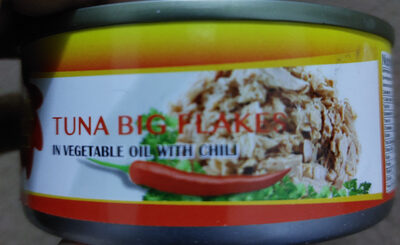 TUNA BIG FLAKES
IN VEGETABLE OIL WITH CHILI